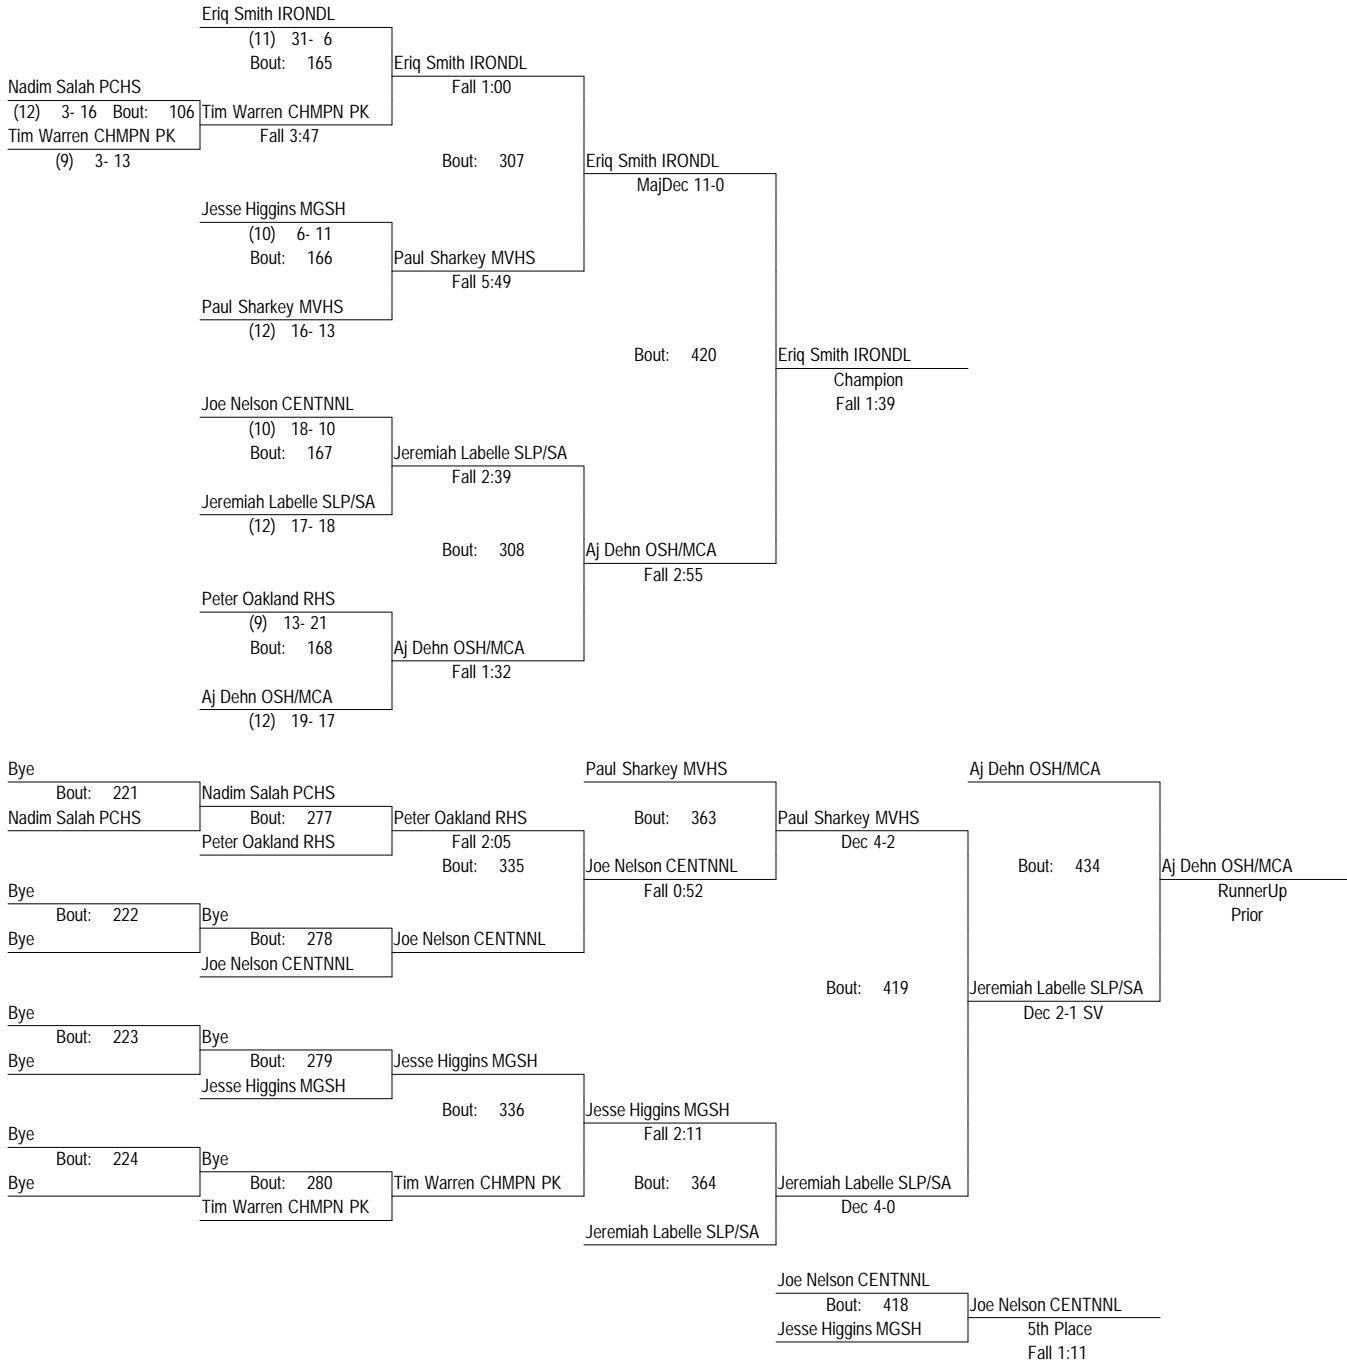 Eriq Smith IRONDL
(11) 31- 6
Bout: 165
Eriq Smith IRONDL
Fall 1:00
Nadim Salah PCHS
(12) 3- 16 Bout: 106
Tim Warren CHMPN PK
Tim Warren CHMPN PK
Fall 3:47
(9) 3- 13
Bout: 307
Eriq Smith IRONDL
MajDec 11-0
Jesse Higgins MGSH
(10) 6- 11
Bout: 166
Paul Sharkey MVHS
Fall 5:49
Paul Sharkey MVHS
(12) 16- 13
Bout: 420
Eriq Smith IRONDL
Champion
Fall 1:39
Joe Nelson CENTNNL
(10) 18- 10
Bout: 167
Jeremiah Labelle SLP/SA
Fall 2:39
Jeremiah Labelle SLP/SA
(12) 17- 18
Bout: 308
Aj Dehn OSH/MCA
Fall 2:55
Peter Oakland RHS
(9) 13- 21
Bout: 168
Aj Dehn OSH/MCA
Fall 1:32
Aj Dehn OSH/MCA
(12) 19- 17
Bye
Bout: 221
Nadim Salah PCHS
Nadim Salah PCHS
Bout: 277
Peter Oakland RHS
Peter Oakland RHS
Fall 2:05
Bout: 335
Paul Sharkey MVHS
Bout: 363
Paul Sharkey MVHS
Dec 4-2
Joe Nelson CENTNNL
Fall 0:52
Aj Dehn OSH/MCA
Bout: 434
Aj Dehn OSH/MCA
RunnerUp
Prior
Bye
Bout: 222
Bye
Bye
Bout: 278
Joe Nelson CENTNNL
Joe Nelson CENTNNL
Bout: 419
Jeremiah Labelle SLP/SA
Dec 2-1 SV
Bye
Bout: 223
Bye
Bye
Bout: 279
Jesse Higgins MGSH
Jesse Higgins MGSH
Bout: 336
Jesse Higgins MGSH
Fall 2:11
Bye
Bout: 224
Bye
Bye
Bout: 280
Tim Warren CHMPN PK
Tim Warren CHMPN PK
Bout: 364
Jeremiah Labelle SLP/SA
Dec 4-0
Jeremiah Labelle SLP/SA
Joe Nelson CENTNNL
Bout: 418
Jesse Higgins MGSH
Joe Nelson CENTNNL
5th Place
Fall 1:11